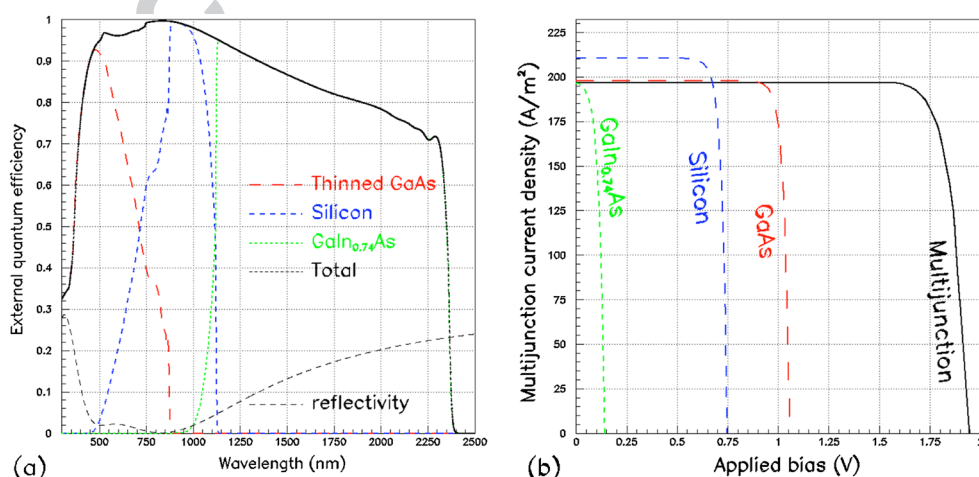 External quantum efficiency
1
0.9
0.8
0.7
0.6
0.5
0.4
0.3
0.2
0.1
0
Thinned GaAs
Silicon
GaIn0.74As
Total
reflectivity
500 750 1000 1250 1500 1750 2000 2250 2500
Wavelength (nm)
(a)
Multijunction current density (A/m²)
225
200
175
150
125
100
75
50
25
0
GaIn0.74As
Silicon
GaAs
Multijunction
0 0.25 0.5 0.75 1 1.25 1.5 1.75
Applied bias (V)
(b)